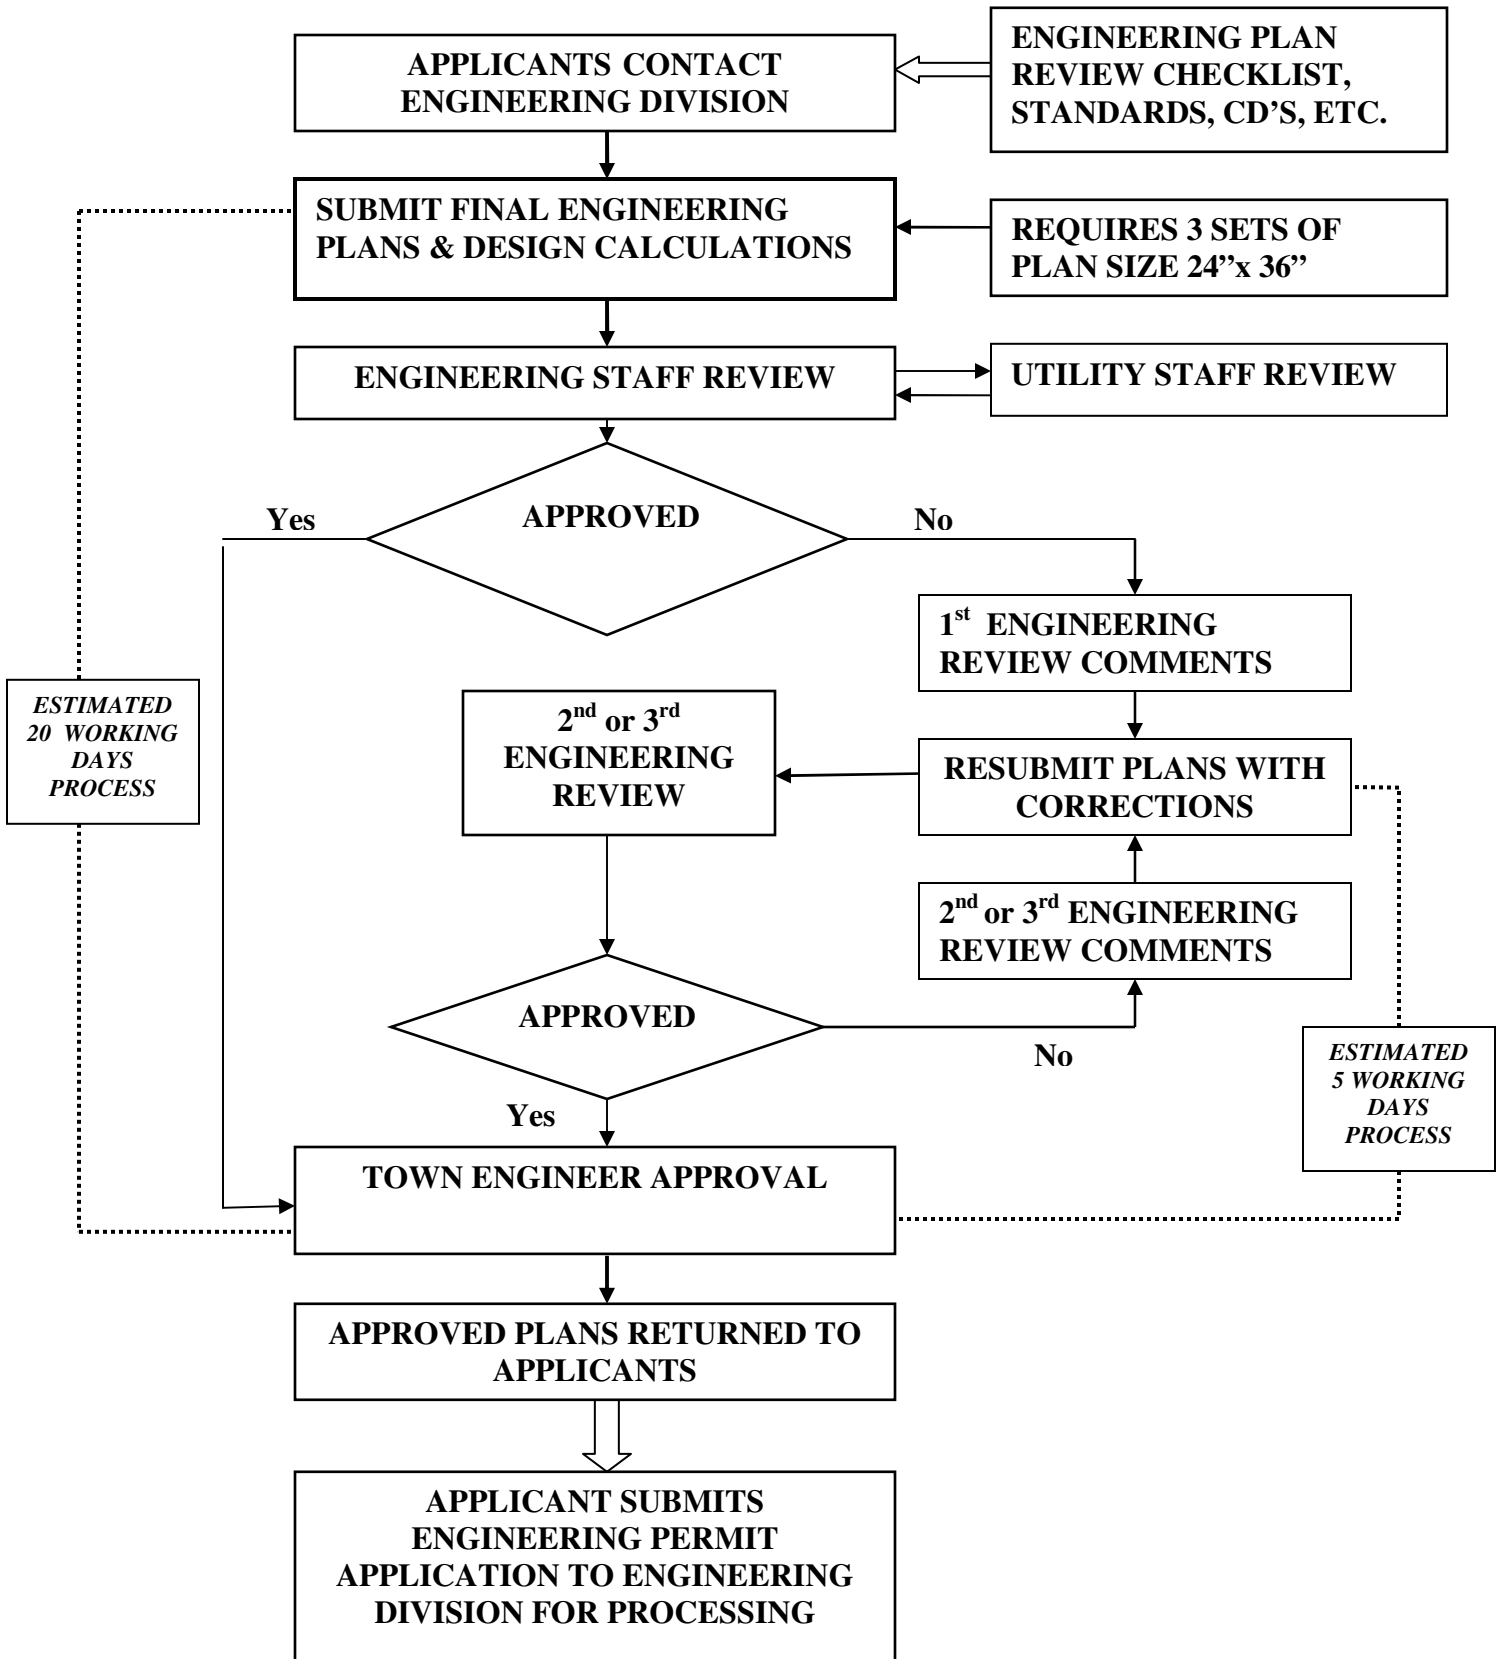 APPLICANTS CONTACT
ENGINEERING DIVISION
ENGINEERING PLAN
REVIEW CHECKLIST,
STANDARDS, CD’S, ETC.
SUBMIT FINAL ENGINEERING
PLANS & DESIGN CALCULATIONS
REQUIRES 3 SETS OF
PLAN SIZE 24”x 36”
ENGINEERING STAFF REVIEW
UTILITY STAFF REVIEW
Yes
APPROVED
No
1st ENGINEERING
REVIEW COMMENTS
ESTIMATED
20 WORKING
DAYS
PROCESS
2nd or 3rd
ENGINEERING
REVIEW
RESUBMIT PLANS WITH
CORRECTIONS
2nd or 3rd ENGINEERING
REVIEW COMMENTS
APPROVED
No
ESTIMATED
5 WORKING
DAYS
PROCESS
Yes
TOWN ENGINEER APPROVAL
APPROVED PLANS RETURNED TO
APPLICANTS
APPLICANT SUBMITS
ENGINEERING PERMIT
APPLICATION TO ENGINEERING
DIVISION FOR PROCESSING